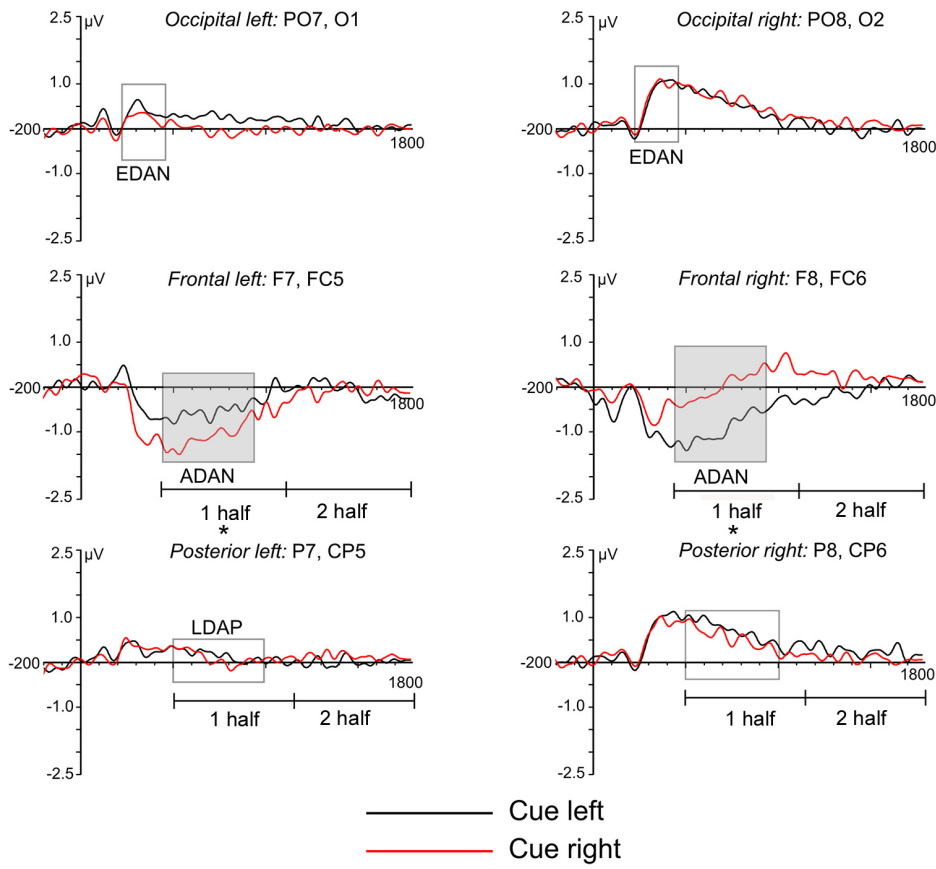 2.5 µV Occipital left: PO7, O1
1.0
-200 1800
-1.0 EDAN
-2.5
2.5 µV Occipital right: PO8, O2
1.0
-200 1800
-1.0 EDAN
-2.5
2.5 µV Frontal left: F7, FC5
1.0
-200 1800
-1.0
ADAN
-2.5
1 half 2 half
*
2.5 µV Frontal right: F8, FC6
1.0
-200 1800
-1.0
ADAN
-2.5
1 half 2 half
*
2.5 µV Posterior left: P7, CP5
1.0 LDAP
-200 1800
-1.0
1 half 2 half
-2.5
2.5 µV Posterior right: P8, CP6
1.0
-200 1800
-1.0
1 half 2 half
-2.5
Cue left
Cue right